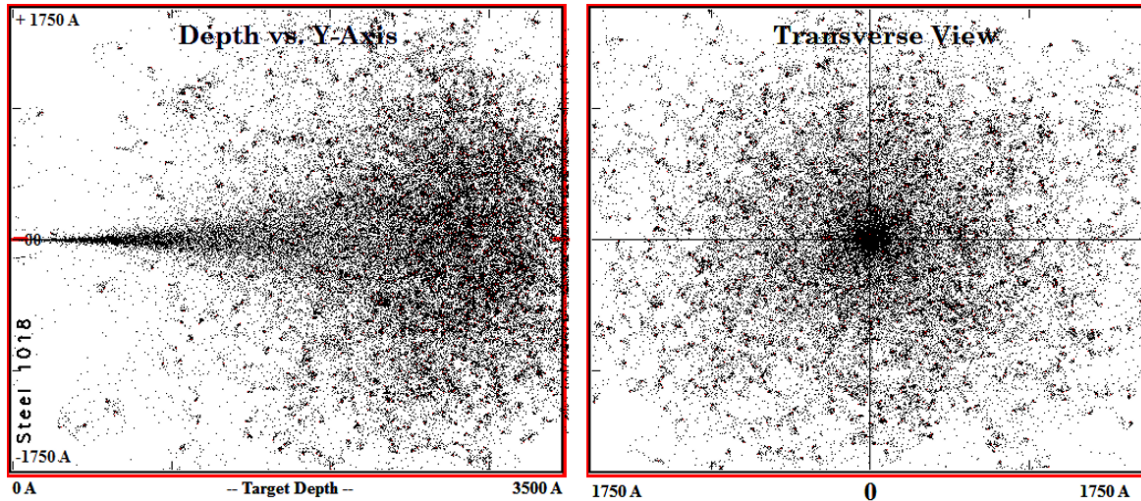 + 1750 A
Depth vs. Y-Axis
00
Steel 1018
-1750 A
0 A
-- Target Depth --
3500 A
Transverse View
1750 A
0
1750 A